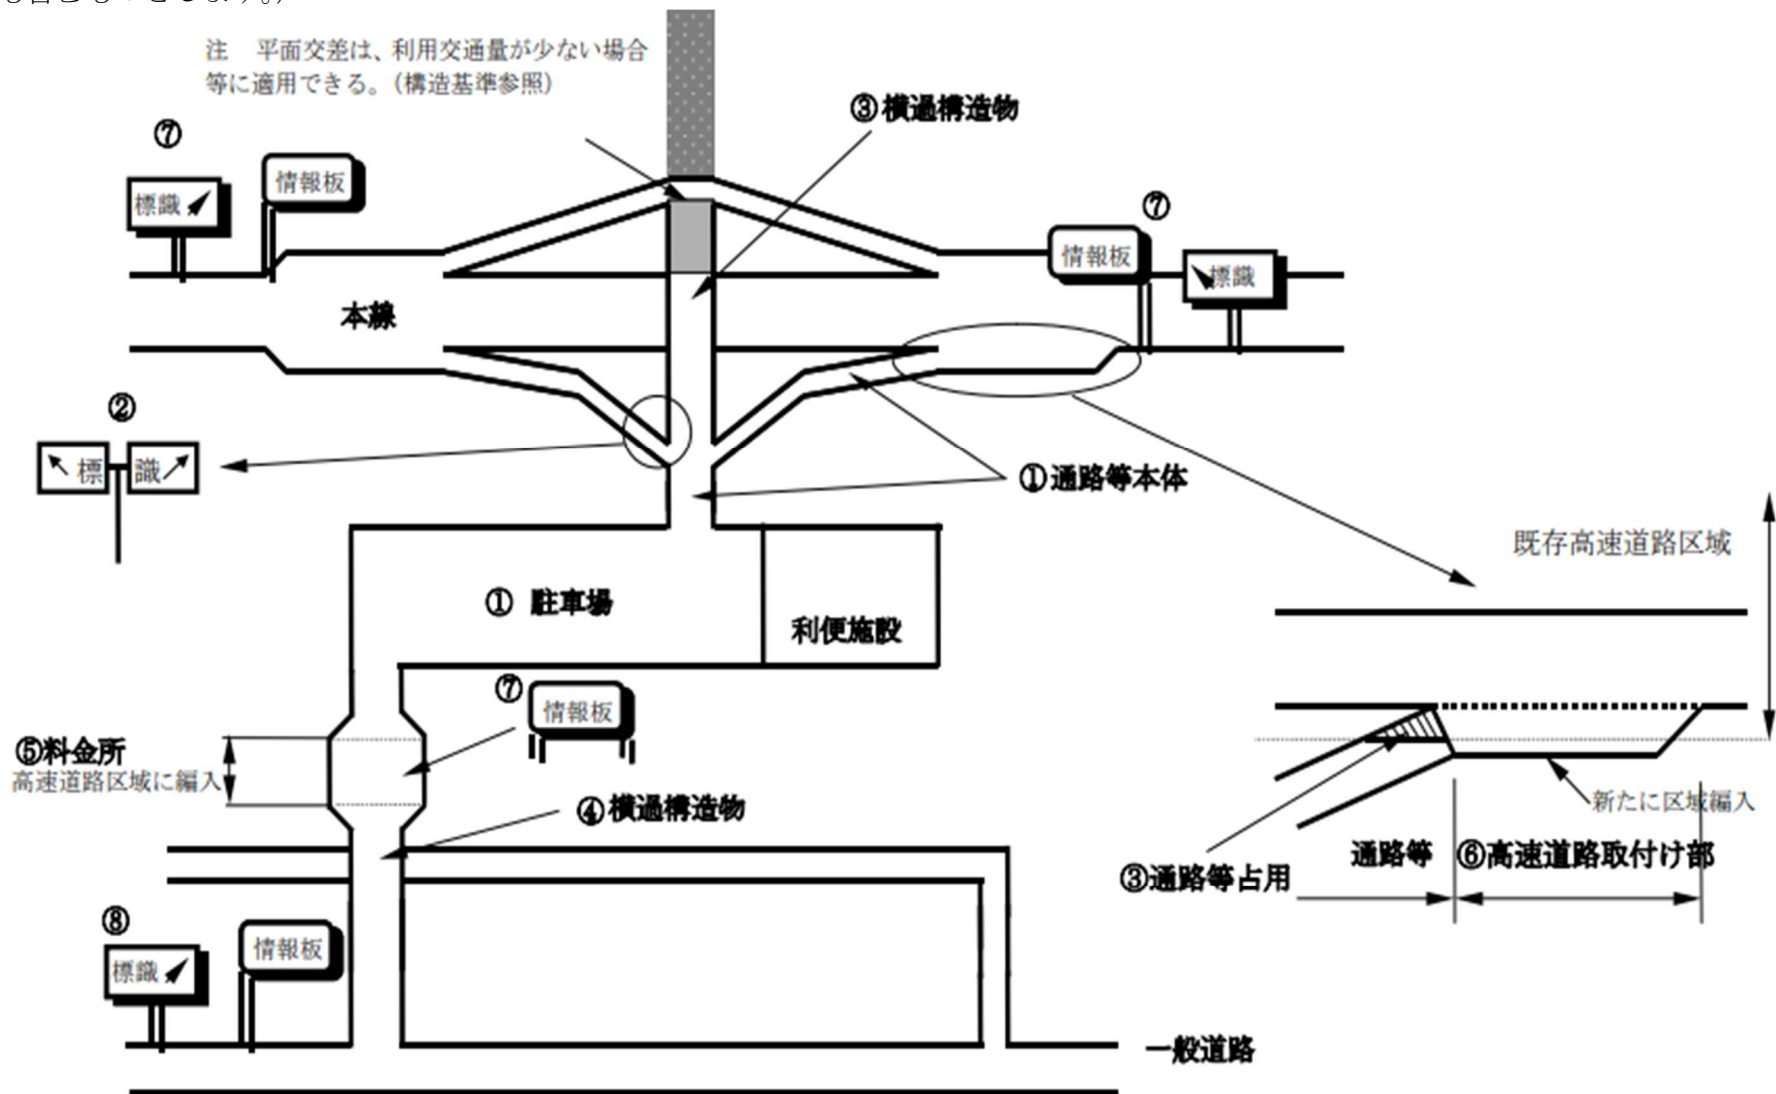 注　平面交差は、利用交通量が少ない場合
等に適用できる。(構造基準参照)
③横過構造物
⑦
標識
情報板
⑦
情報板
標識
本線
②
標 識
①通路等本体
既存高速道路区域
① 駐車場
利便施設
⑦
情報板
⑤料金所
高速道路区域に編入
④横過構造物
新たに区域編入
通路等
⑥高速道路取付け部
③通路等占用
⑧
標識
情報板
一般道路